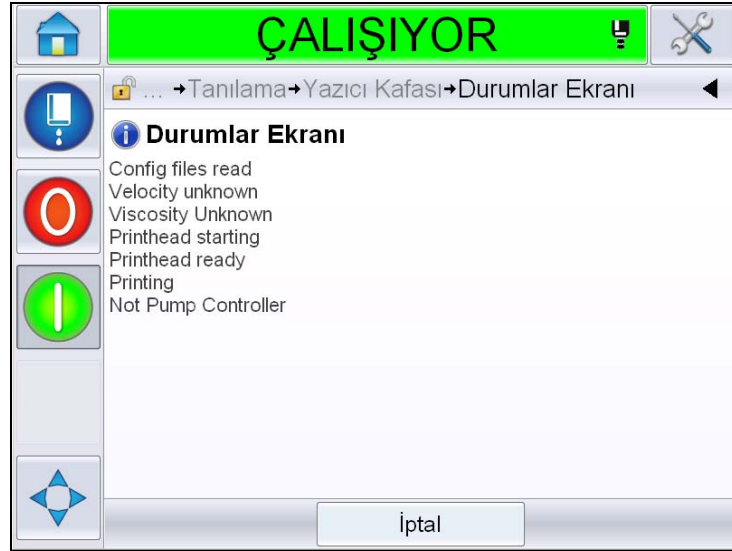 ÇALIŞIYOR
... →Tanılama→Yazıcı Kafası→Durumlar Ekranı
Durumlar Ekranı
Config files read
Velocity unknown
Viscosity Unknown
Printhead starting
Printhead ready
Printing
Not Pump Controller
İptal